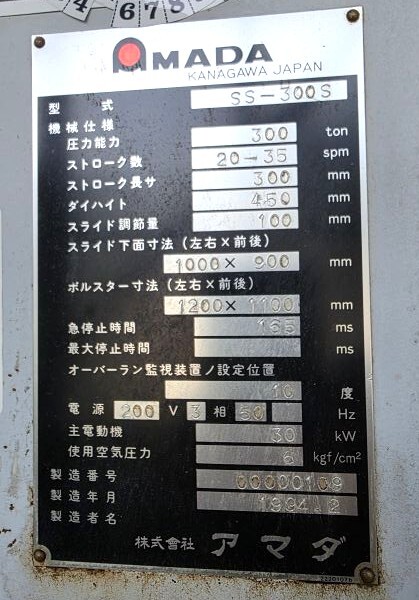 4 6 7 8
AMADA
KANAGAWA JAPAN
型式 SS-300S
機械仕様
圧力能力 300 ton
ストローク数 20-35 spm
ストローク長サ 300 mm
ダイハイト 450 mm
スライド調節量 100 mm
スライド下面寸法(左右×前後)
1000× 900 mm
ボルスター寸法(左右×前後)
1200× 1100 mm
急停止時間 165 ms
最大停止時間 ms
オーバーラン監視装置ノ設定位置
10 度
電源 200 V 3 相 50 Hz
主電動機 30 kW
使用空気圧力 6 kgf/cm²
製造番号 00000109
製造年月 1994.2
製造者名
株式会社 アマダ